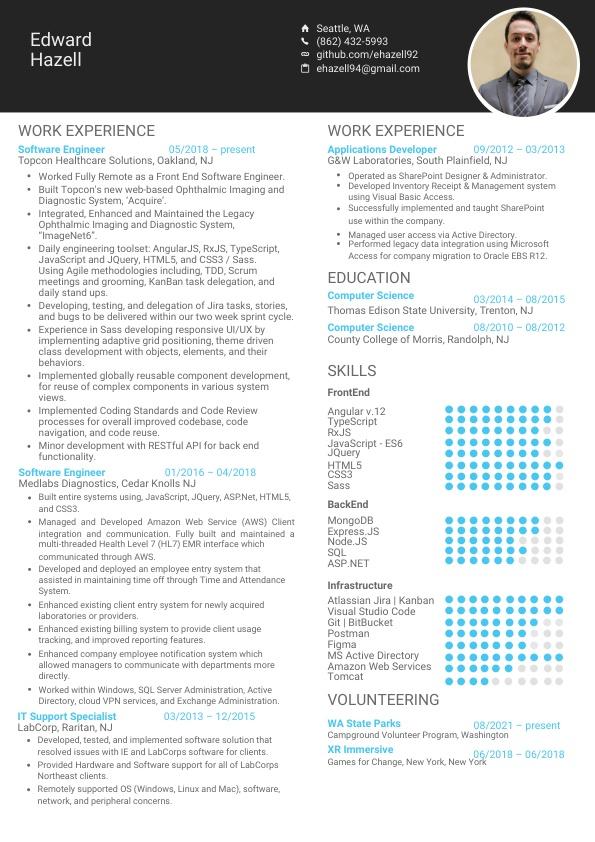 Edward
Hazell
Seattle, WA
(862) 432-5993
github.com/ehazell92
ehazell94@gmail.com
WORK EXPERIENCE
Software Engineer 05/2018 – present
Topcon Healthcare Solutions, Oakland, NJ
• Worked Fully Remote as a Front End Software Engineer.
• Built Topcon's new web-based Ophthalmic Imaging and
Diagnostic System, 'Acquire'.
• Integrated, Enhanced and Maintained the Legacy
Ophthalmic Imaging and Diagnostic System,
"ImageNet6".
• Daily engineering toolset: AngularJS, RxJS, TypeScript,
JavaScript and JQuery, HTML5, and CSS3 / Sass.
Using Agile methodologies including, TDD, Scrum
meetings and grooming, KanBan task delegation, and
daily stand ups.
• Developing, testing, and delegation of Jira tasks, stories,
and bugs to be delivered within our two week sprint cycle.
• Experience in Sass developing responsive UI/UX by
implementing adaptive grid positioning, theme driven
class development with objects, elements, and their
behaviors.
• Implemented globally reusable component development,
for reuse of complex components in various system
views.
• Implemented Coding Standards and Code Review
processes for overall improved codebase, code
navigation, and code reuse.
• Minor development with RESTful API for back end
functionality.
Software Engineer 01/2016 – 04/2018
Medlabs Diagnostics, Cedar Knolls NJ
• Built entire systems using, JavaScript, JQuery, ASP.Net, HTML5,
and CSS3.
• Managed and Developed Amazon Web Service (AWS) Client
integration and communication. Fully built and maintained a
multi-threaded Health Level 7 (HL7) EMR interface which
communicated through AWS.
• Developed and deployed an employee entry system that
assisted in maintaining time off through Time and Attendance
System.
• Enhanced existing client entry system for newly acquired
laboratories or providers.
• Enhanced existing billing system to provide client usage
tracking, and improved reporting features.
• Enhanced company employee notification system which
allowed managers to communicate with departments more
directly.
• Worked within Windows, SQL Server Administration, Active
Directory, cloud VPN services, and Exchange Administration.
IT Support Specialist 03/2013 – 12/2015
LabCorp, Raritan, NJ
• Developed, tested, and implemented software solution that
resolved issues with IE and LabCorps software for clients.
• Provided Hardware and Software support for all of LabCorps
Northeast clients.
• Remotely supported OS (Windows, Linux and Mac), software,
network, and peripheral concerns.
WORK EXPERIENCE
Applications Developer 09/2012 – 03/2013
G&W Laboratories, South Plainfield, NJ
• Operated as SharePoint Designer & Administrator.
• Developed Inventory Receipt & Management system
using Visual Basic Access.
• Successfully implemented and taught SharePoint
use within the company.
• Managed user access via Active Directory.
• Performed legacy data integration using Microsoft
Access for company migration to Oracle EBS R12.
EDUCATION
Computer Science 03/2014 – 08/2015
Thomas Edison State University, Trenton, NJ
Computer Science 08/2010 – 08/2012
County College of Morris, Randolph, NJ
SKILLS
FrontEnd
Angular v.12
TypeScript
RxJS
JavaScript - ES6
JQuery
HTML5
CSS3
Sass
BackEnd
MongoDB
Express.JS
Node.JS
SQL
ASP.NET
Infrastructure
Atlassian Jira | Kanban
Visual Studio Code
Git | BitBucket
Postman
Figma
MS Active Directory
Amazon Web Services
Tomcat
VOLUNTEERING
WA State Parks 08/2021 – present
Campground Volunteer Program, Washington
XR Immersive 06/2018 – 06/2018
Games for Change, New York, New York